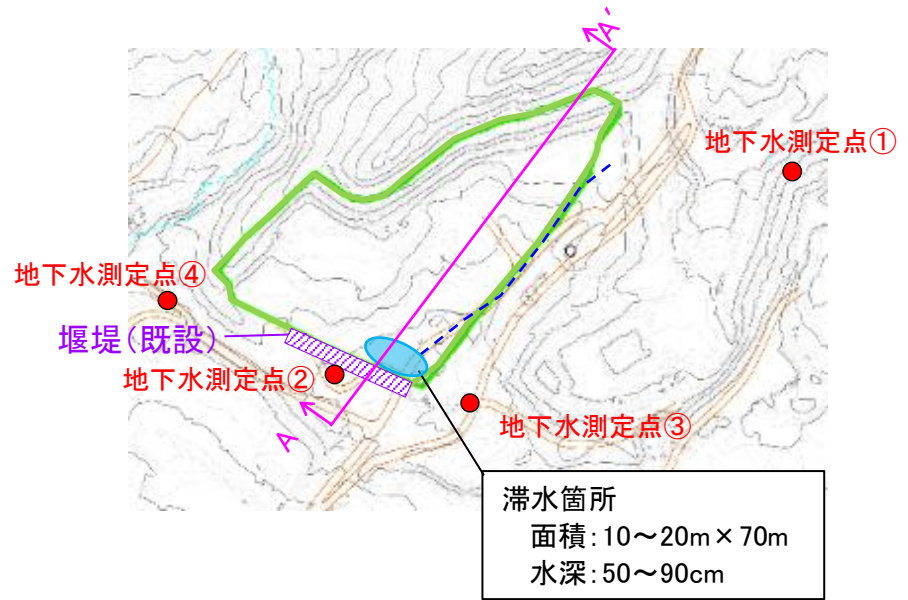 A´
地下水測定点①
地下水測定点④
堰堤(既設)
地下水測定点②
地下水測定点③
A
滞水箇所
面積:10～20m×70m
水深:50～90cm